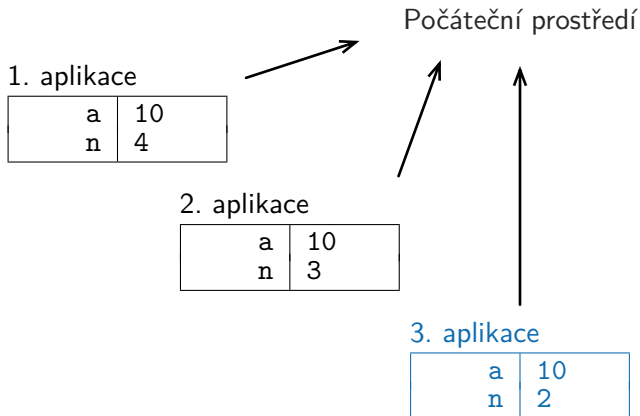 Počáteční prostředí
1. aplikace
a 10
n 4
2. aplikace
a 10
n 3
3. aplikace
a 10
n 2